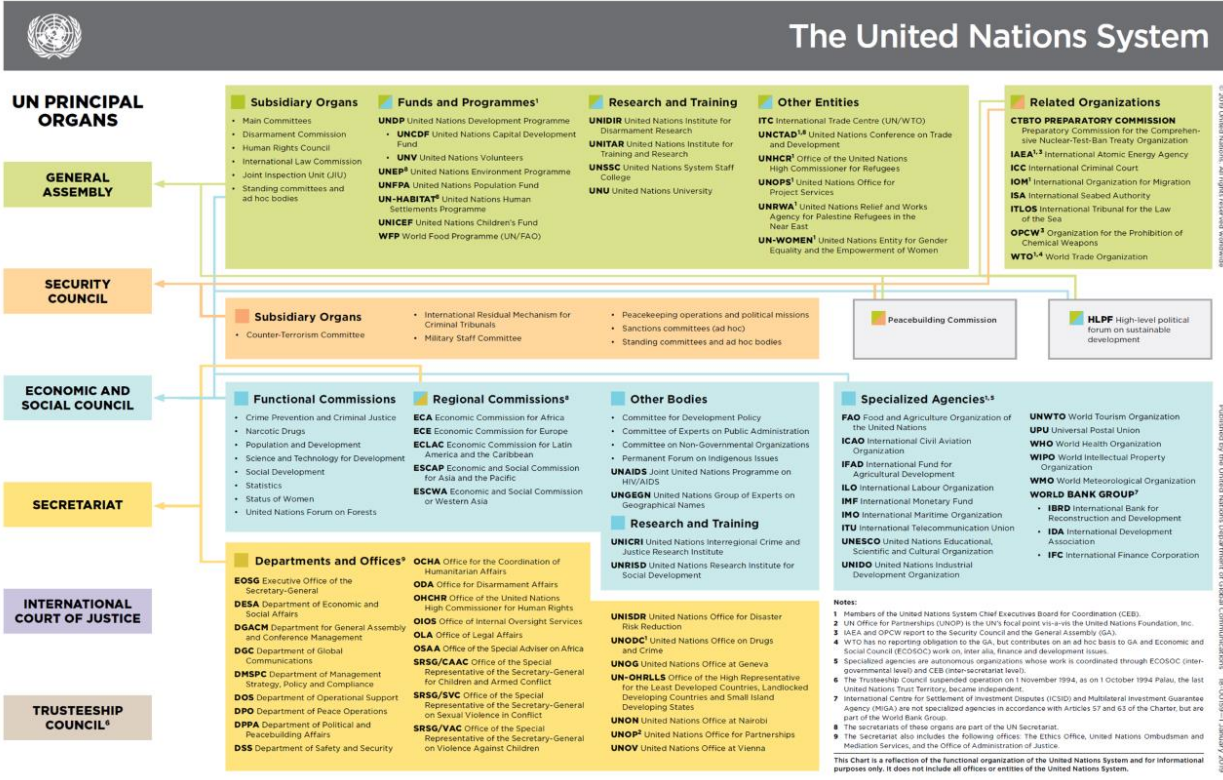 The United Nations System
UN PRINCIPAL
ORGANS
GENERAL
ASSEMBLY
SECURITY
COUNCIL
ECONOMIC AND
SOCIAL COUNCIL
SECRETARIAT
INTERNATIONAL
COURT OF JUSTICE
TRUSTEESHIP
COUNCIL⁶
Subsidiary Organs
• Main Committees
• Disarmament Commission
• Human Rights Council
• International Law Commission
• Joint Inspection Unit (JIU)
• Standing committees and
ad hoc bodies
Funds and Programmes¹
UNDP United Nations Development Programme
• UNCDF United Nations Capital Development
Fund
• UNV United Nations Volunteers
UNEP⁸ United Nations Environment Programme
UNFPA United Nations Population Fund
UN-HABITAT⁸ United Nations Human
Settlements Programme
UNICEF United Nations Children's Fund
WFP World Food Programme (UN/FAO)
Research and Training
UNIDIR United Nations Institute for
Disarmament Research
UNITAR United Nations Institute for
Training and Research
UNSSC United Nations System Staff
College
UNU United Nations University
Other Entities
ITC International Trade Centre (UN/WTO)
UNCTAD¹,⁸ United Nations Conference on Trade
and Development
UNHCR¹ Office of the United Nations
High Commissioner for Refugees
UNOPS¹ United Nations Office for
Project Services
UNRWA¹ United Nations Relief and Works
Agency for Palestine Refugees in the
Near East
UN-WOMEN¹ United Nations Entity for Gender
Equality and the Empowerment of Women
Related Organizations
CTBTO PREPARATORY COMMISSION
Preparatory Commission for the Comprehen-
sive Nuclear-Test-Ban Treaty Organization
IAEA¹,³ International Atomic Energy Agency
ICC International Criminal Court
IOM¹ International Organization for Migration
ISA International Seabed Authority
ITLOS International Tribunal for the Law
of the Sea
OPCW³ Organization for the Prohibition of
Chemical Weapons
WTO¹,⁴ World Trade Organization
Subsidiary Organs
• Counter-Terrorism Committee
• International Residual Mechanism for
Criminal Tribunals
• Military Staff Committee
• Peacekeeping operations and political missions
• Sanctions committees (ad hoc)
• Standing committees and ad hoc bodies
Peacebuilding Commission
HLPF High-level political
forum on sustainable
development
Functional Commissions
• Crime Prevention and Criminal Justice
• Narcotic Drugs
• Population and Development
• Science and Technology for Development
• Social Development
• Statistics
• Status of Women
• United Nations Forum on Forests
Regional Commissions⁸
ECA Economic Commission for Africa
ECE Economic Commission for Europe
ECLAC Economic Commission for Latin
America and the Caribbean
ESCAP Economic and Social Commission
for Asia and the Pacific
ESCWA Economic and Social Commission
or Western Asia
Other Bodies
• Committee for Development Policy
• Committee of Experts on Public Administration
• Committee on Non-Governmental Organizations
• Permanent Forum on Indigenous Issues
UNAIDS Joint United Nations Programme on
HIV/AIDS
UNGEGN United Nations Group of Experts on
Geographical Names
Research and Training
UNICRI United Nations Interregional Crime and
Justice Research Institute
UNRISD United Nations Research Institute for
Social Development
Specialized Agencies¹,⁵
FAO Food and Agriculture Organization of
the United Nations
ICAO International Civil Aviation
Organization
IFAD International Fund for
Agricultural Development
ILO International Labour Organization
IMF International Monetary Fund
IMO International Maritime Organization
ITU International Telecommunication Union
UNESCO United Nations Educational,
Scientific and Cultural Organization
UNIDO United Nations Industrial
Development Organization
UNWTO World Tourism Organization
UPU Universal Postal Union
WHO World Health Organization
WIPO World Intellectual Property
Organization
WMO World Meteorological Organization
WORLD BANK GROUP⁷
• IBRD International Bank for
Reconstruction and Development
• IDA International Development
Association
• IFC International Finance Corporation
Departments and Offices⁹
EOSG Executive Office of the
Secretary-General
DESA Department of Economic and
Social Affairs
DGACM Department for General Assembly
and Conference Management
DGC Department of Global
Communications
DMSPC Department of Management
Strategy, Policy and Compliance
DOS Department of Operational Support
DPO Department of Peace Operations
DPPA Department of Political and
Peacebuilding Affairs
DSS Department of Safety and Security
OCHA Office for the Coordination of
Humanitarian Affairs
ODA Office for Disarmament Affairs
OHCHR Office of the United Nations
High Commissioner for Human Rights
OIOS Office of Internal Oversight Services
OLA Office of Legal Affairs
OSAA Office of the Special Adviser on Africa
SRSG/CAAC Office of the Special
Representative of the Secretary-General
for Children and Armed Conflict
SRSG/SVC Office of the Special
Representative of the Secretary-General
on Sexual Violence in Conflict
SRSG/VAC Office of the Special
Representative of the Secretary-General
on Violence Against Children
UNISDR United Nations Office for Disaster
Risk Reduction
UNODC¹ United Nations Office on Drugs
and Crime
UNOG United Nations Office at Geneva
UN-OHRLLS Office of the High Representative
for the Least Developed Countries, Landlocked
Developing Countries and Small Island
Developing States
UNON United Nations Office at Nairobi
UNOP² United Nations Office for Partnerships
UNOV United Nations Office at Vienna
Notes:
1 Members of the United Nations System Chief Executives Board for Coordination (CEB).
2 UN Office for Partnerships (UNOP) is the UN's focal point vis-a-vis the United Nations Foundation, Inc.
3 IAEA and OPCW report to the Security Council and the General Assembly (GA).
4 WTO has no reporting obligation to the GA, but contributes on an ad hoc basis to GA and Economic and
Social Council (ECOSOC) work on, inter alia, finance and development issues.
5 Specialized agencies are autonomous organizations whose work is coordinated through ECOSOC (inter-
governmental level) and CEB (inter-secretariat level).
6 The Trusteeship Council suspended operation on 1 November 1994, as on 1 October 1994 Palau, the last
United Nations Trust Territory, became independent.
7 International Centre for Settlement of Investment Disputes (ICSID) and Multilateral Investment Guarantee
Agency (MIGA) are not specialized agencies in accordance with Articles 57 and 63 of the Charter, but are
part of the World Bank Group.
8 The secretariats of these organs are part of the UN Secretariat.
9 The Secretariat also includes the following offices: The Ethics Office, United Nations Ombudsman and
Mediation Services, and the Office of Administration of Justice.
This Chart is a reflection of the functional organization of the United Nations System and for informational
purposes only. It does not include all offices or entities of the United Nations System.